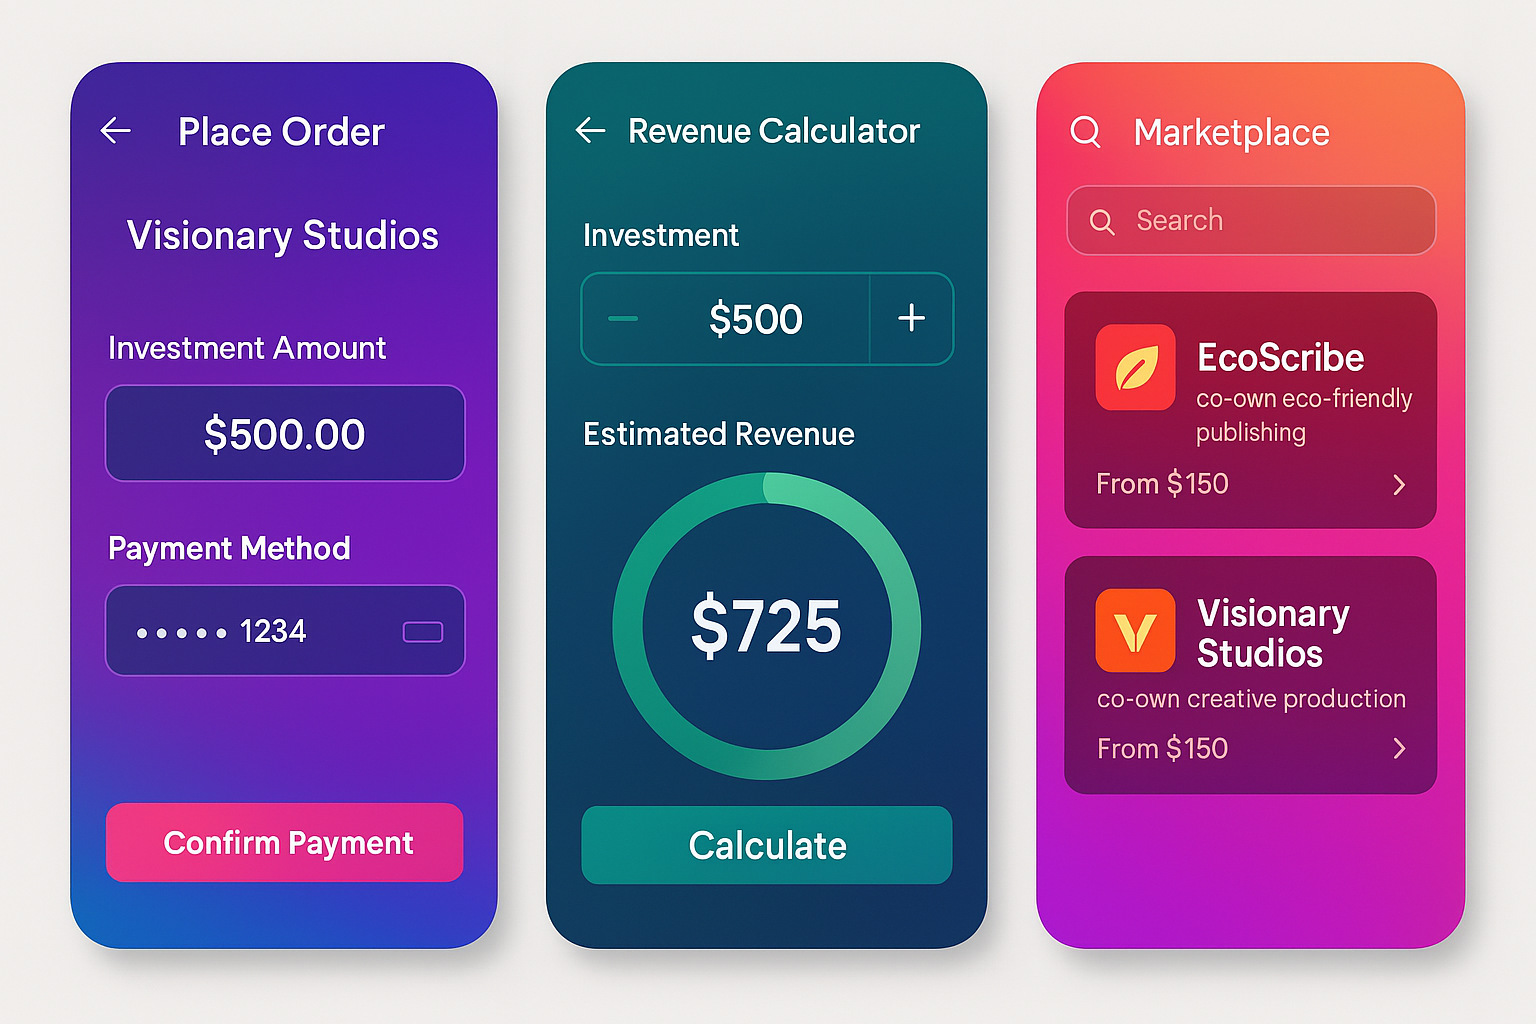 Place Order
Visionary Studios
Investment Amount
$500.00
Payment Method
••••• 1234
Confirm Payment
Revenue Calculator
Investment
$500
Estimated Revenue
$725
Calculate
Marketplace
Search
EcoScribe
co-own eco-friendly
publishing
From $150
Visionary
Studios
co-own creative production
From $150